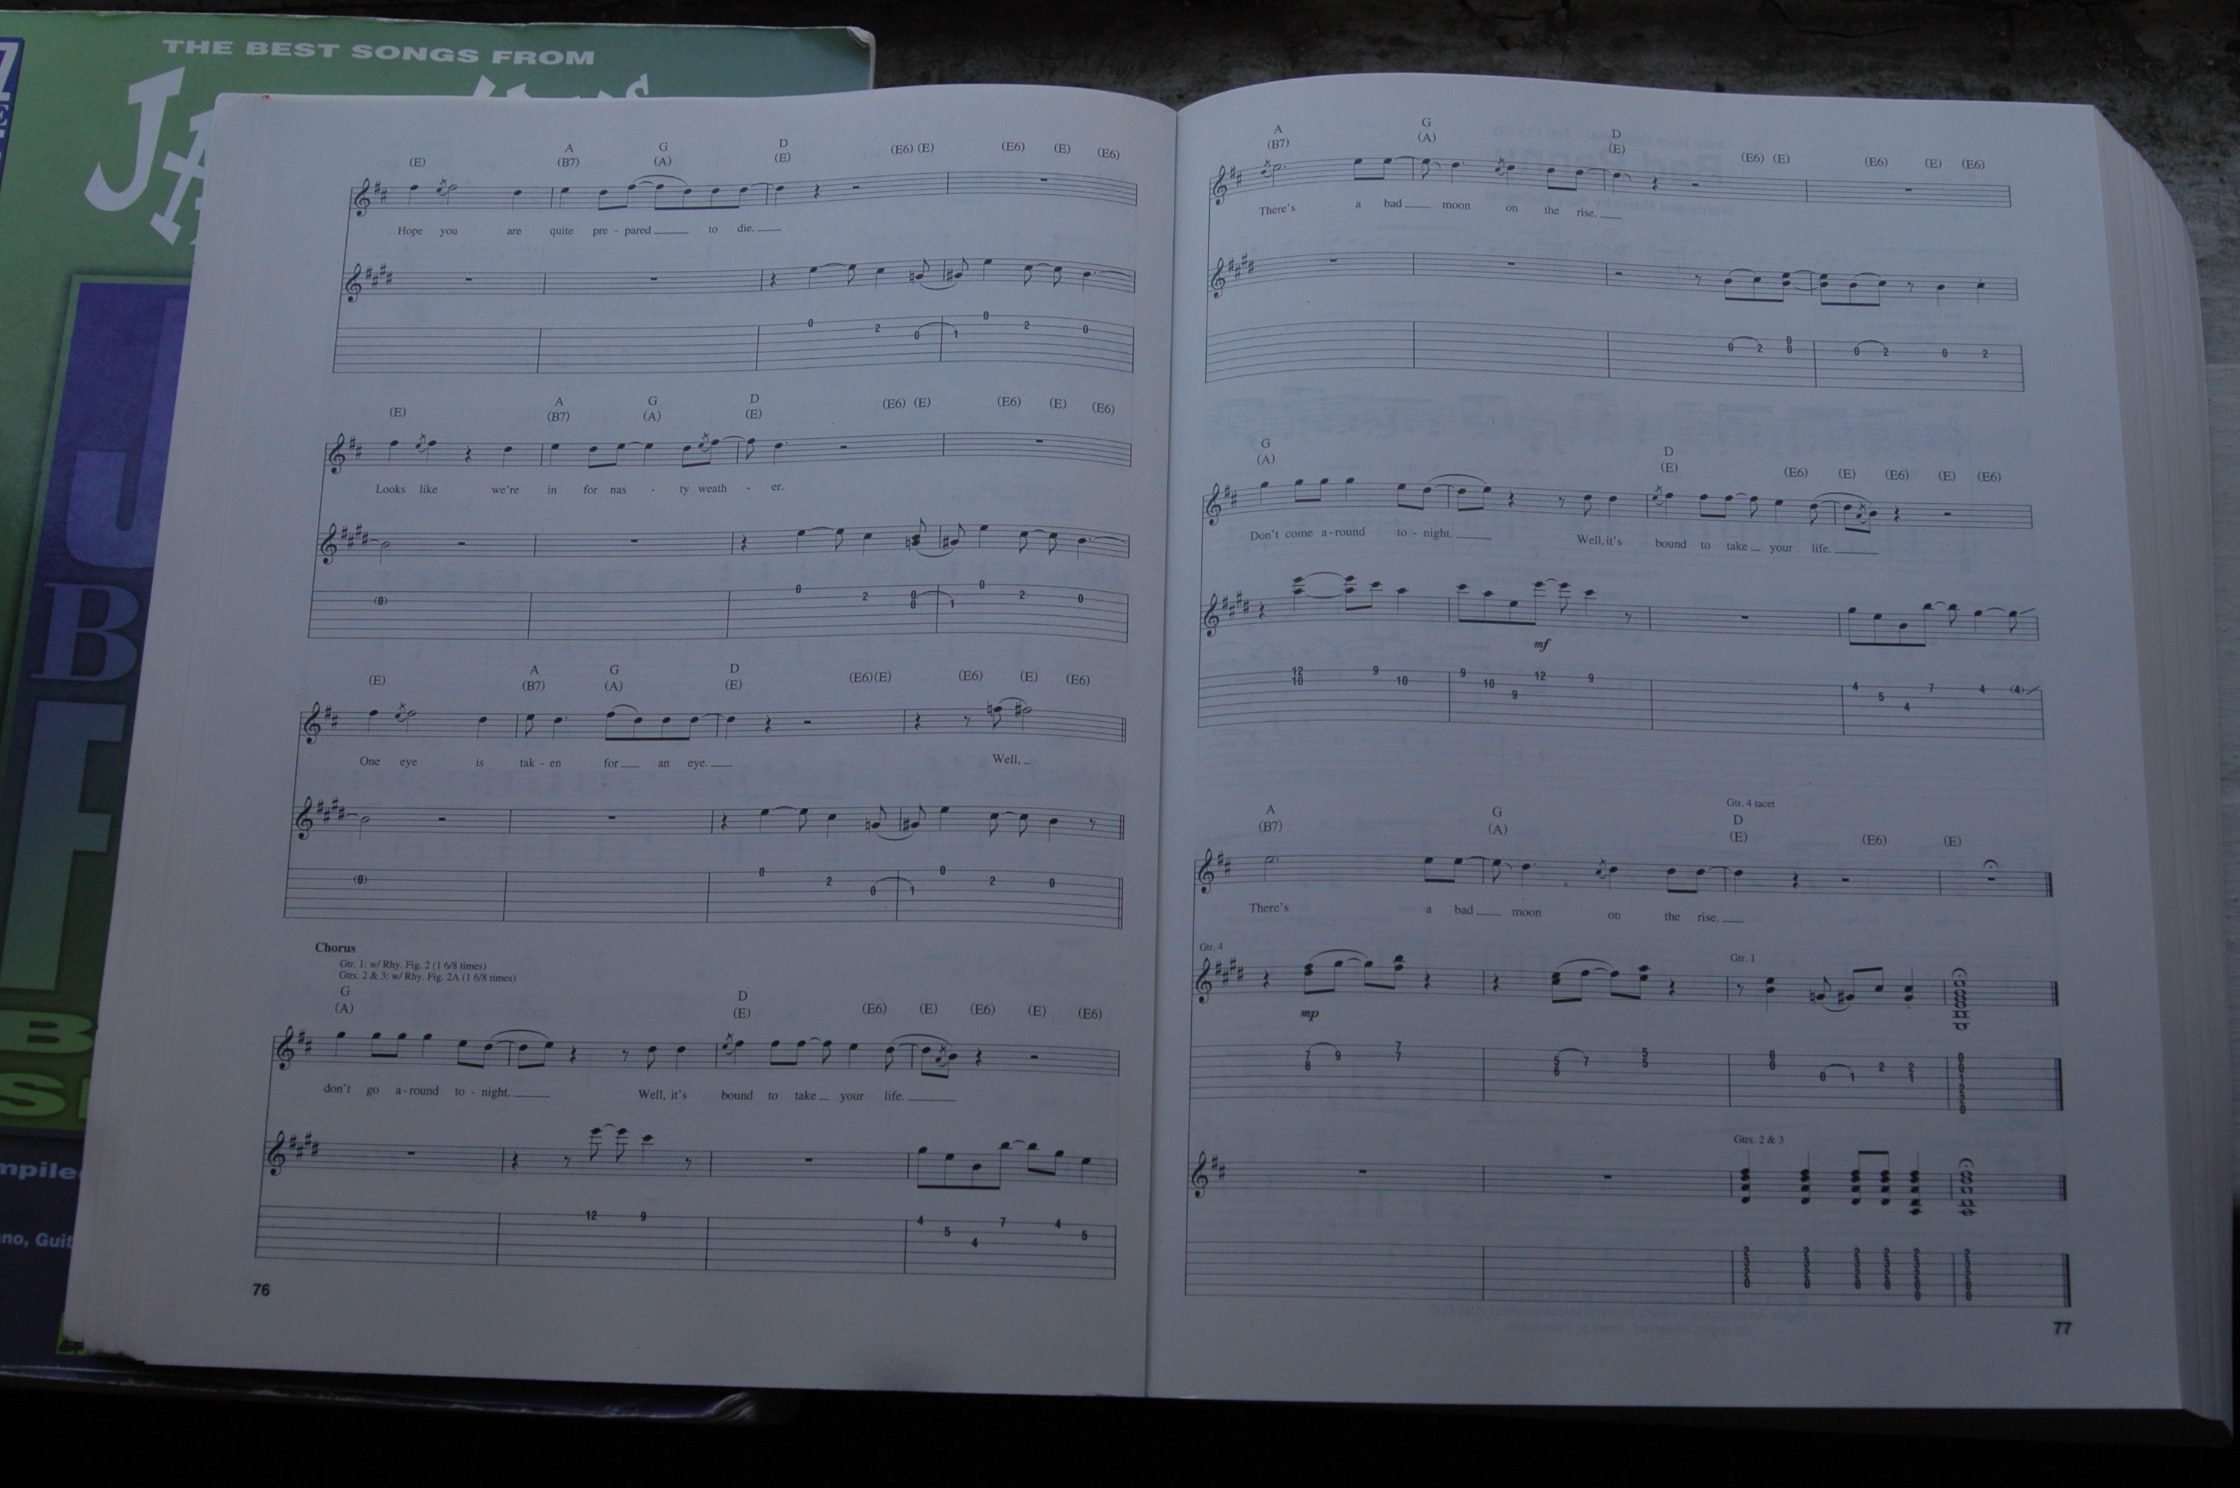 THE BEST SONGS FROM
(E) A (B7) G (A) D (E) (E6) (E) (E6) (E) (E6)
Hope you are quite pre - pared to die.
0 2 0 1 0 2 0
(E) A (B7) G (A) D (E) (E6) (E) (E6) (E) (E6)
Looks like we're in for nas - ty weath - er.
(0) 0 2 0 0 1 0 2 0
(E) A (B7) G (A) D (E) (E6) (E) (E6) (E) (E6)
One eye is tak - en for an eye. Well,
(0) 0 2 0 1 0 2 0
Chorus
Gtr. 1: w/ Rhy. Fig. 2 (1 6/8 times)
Gtrs. 2 & 3: w/ Rhy. Fig. 2A (1 6/8 times)
G (A) D (E) (E6) (E) (E6) (E) (E6)
don't go a - round to - night. Well, it's bound to take your life.
12 9 4 5 4 7 4 5
76
A (B7) G (A) D (E) (E6) (E) (E6) (E) (E6)
There's a bad moon on the rise.
0 2 0 0 0 2 0 2
G (A) D (E) (E6) (E) (E6) (E) (E6)
Don't come a - round to - night. Well, it's bound to take your life.
mf
12 10 9 10 9 10 9 12 9 4 5 4 7 4 (4)
Gtr. 4 tacet
A (B7) G (A) D (E) (E6) (E)
There's a bad moon on the rise.
Gtr. 4
Gtr. 1
mp
7 8 9 7 7 5 6 7 5 5 0 0 0 1 2 2 1
Gtrs. 2 & 3
77